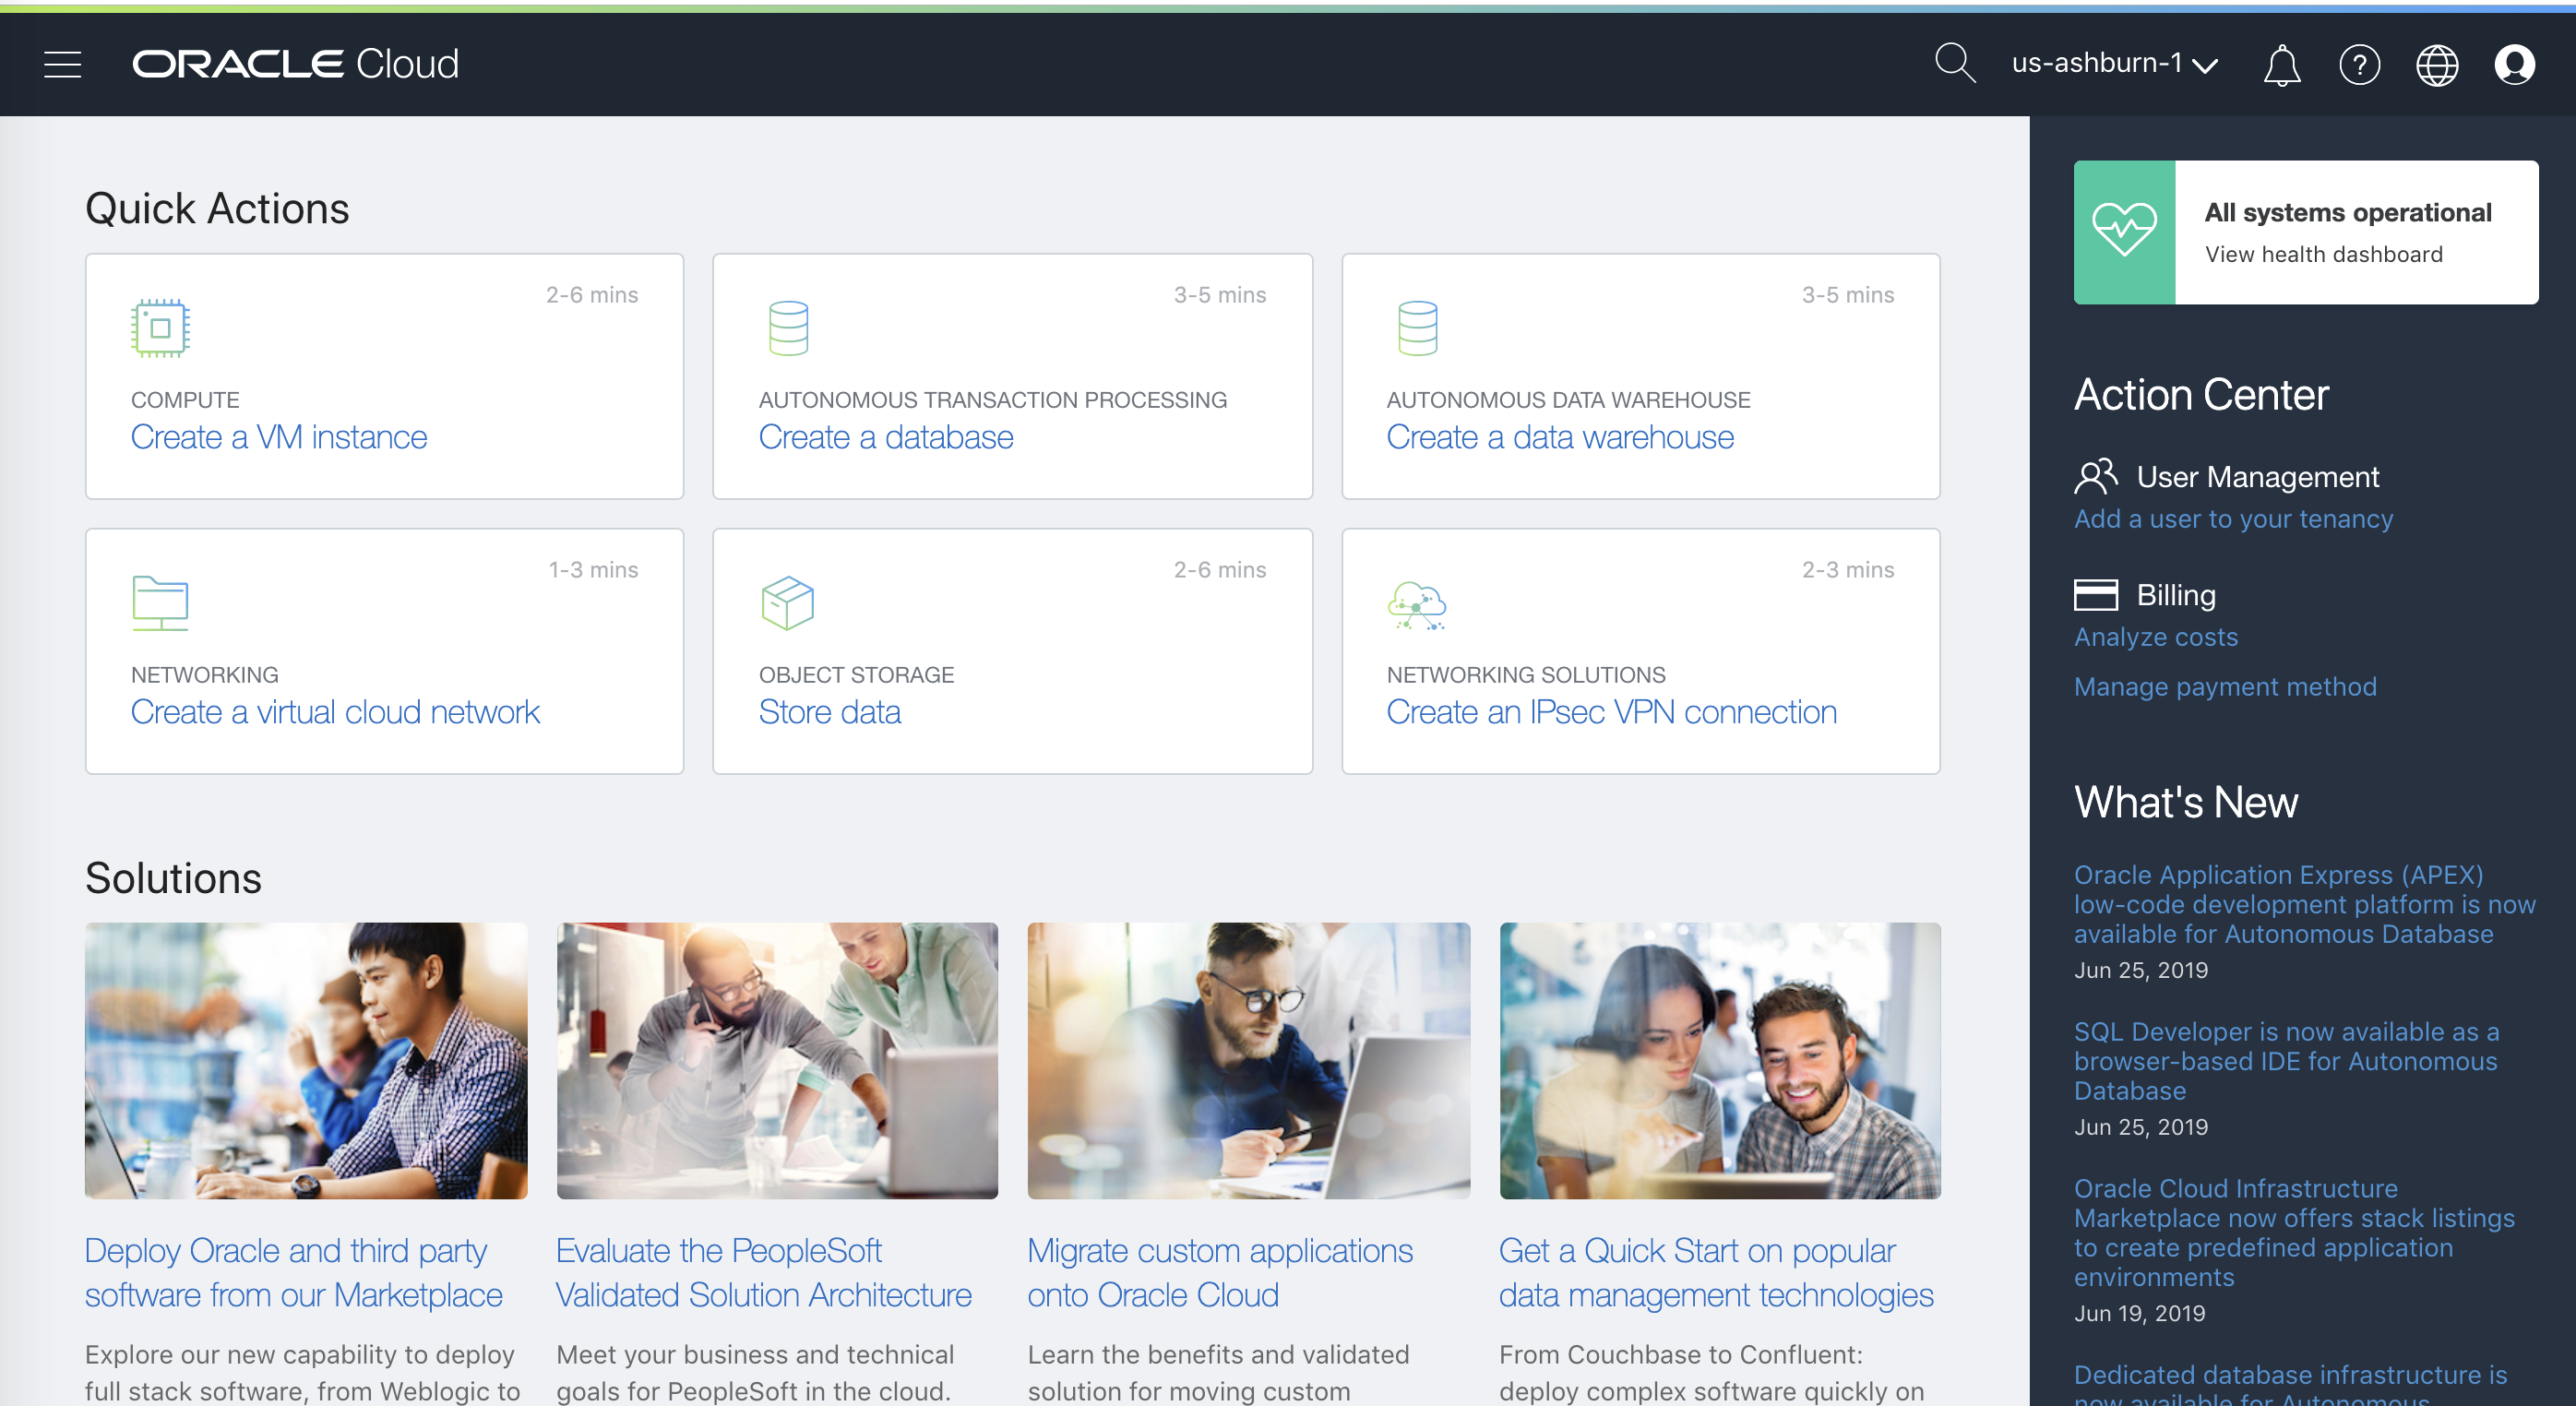 ORACLE Cloud
us-ashburn-1
Quick Actions
2-6 mins
COMPUTE
Create a VM instance
3-5 mins
AUTONOMOUS TRANSACTION PROCESSING
Create a database
3-5 mins
AUTONOMOUS DATA WAREHOUSE
Create a data warehouse
1-3 mins
NETWORKING
Create a virtual cloud network
2-6 mins
OBJECT STORAGE
Store data
2-3 mins
NETWORKING SOLUTIONS
Create an IPsec VPN connection
Solutions
Deploy Oracle and third party
software from our Marketplace
Explore our new capability to deploy
full stack software, from Weblogic to
Evaluate the PeopleSoft
Validated Solution Architecture
Meet your business and technical
goals for PeopleSoft in the cloud.
Migrate custom applications
onto Oracle Cloud
Learn the benefits and validated
solution for moving custom
Get a Quick Start on popular
data management technologies
From Couchbase to Confluent:
deploy complex software quickly on
All systems operational
View health dashboard
Action Center
User Management
Add a user to your tenancy
Billing
Analyze costs
Manage payment method
What's New
Oracle Application Express (APEX)
low-code development platform is now
available for Autonomous Database
Jun 25, 2019
SQL Developer is now available as a
browser-based IDE for Autonomous
Database
Jun 25, 2019
Oracle Cloud Infrastructure
Marketplace now offers stack listings
to create predefined application
environments
Jun 19, 2019
Dedicated database infrastructure is
now available for Autonomous